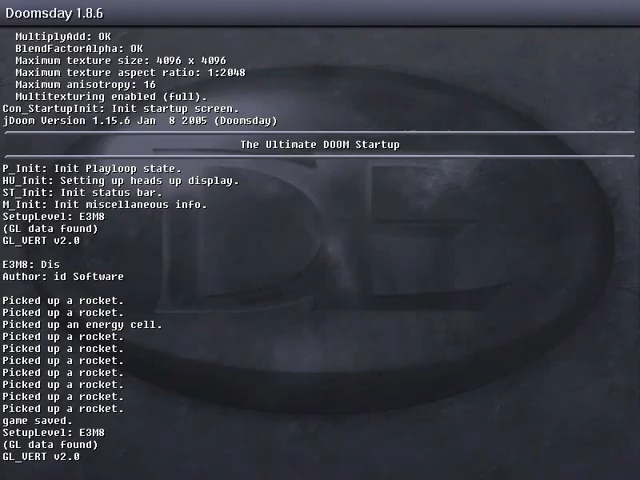 Doomsday 1.8.6
MultiplyAdd: OK
BlendFactorAlpha: OK
Maximum texture size: 4096 x 4096
Maximum texture aspect ratio: 1:2048
Maximum anisotropy: 16
Multitexturing enabled (full).
Con_StartupInit: Init startup screen.
jDoom Version 1.15.6 Jan  8 2005 (Doomsday)
The Ultimate DOOM Startup
P_Init: Init Playloop state.
HU_Init: Setting up heads up display.
ST_Init: Init status bar.
M_Init: Init miscellaneous info.
SetupLevel: E3M8
(GL data found)
GL_VERT v2.0
E3M8: Dis
Author: id Software
Picked up a rocket.
Picked up a rocket.
Picked up an energy cell.
Picked up a rocket.
Picked up a rocket.
Picked up a rocket.
Picked up a rocket.
Picked up a rocket.
Picked up a rocket.
Picked up a rocket.
game saved.
SetupLevel: E3M8
(GL data found)
GL_VERT v2.0
DE